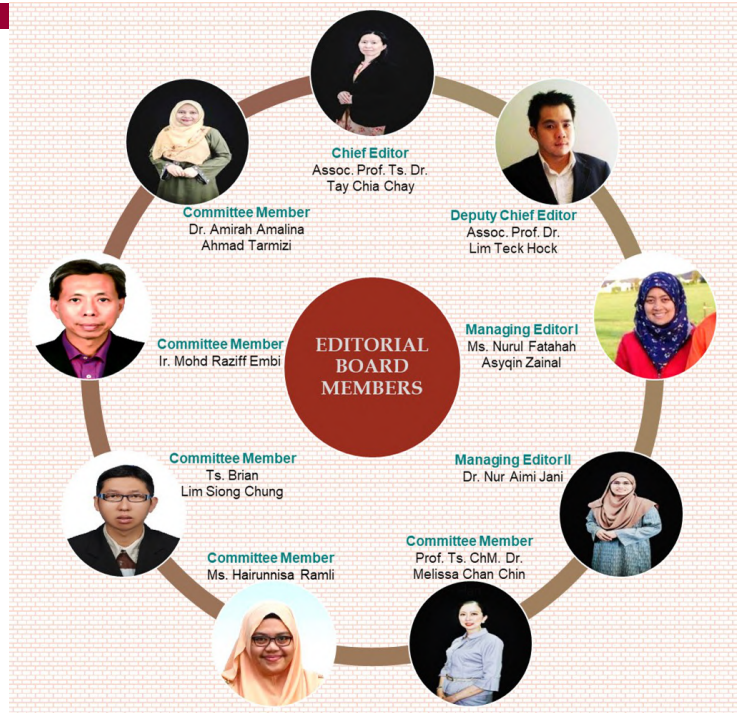 Chief Editor
Assoc. Prof. Ts. Dr.
Tay Chia Chay
Deputy Chief Editor
Assoc. Prof. Dr.
Lim Teck Hock
Managing Editor I
Ms. Nurul Fatahah
Asyqin Zainal
Managing Editor II
Dr. Nur Aimi Jani
Committee Member
Prof. Ts. ChM. Dr.
Melissa Chan Chin
Committee Member
Ms. Hairunnisa Ramli
Committee Member
Ts. Brian
Lim Siong Chung
Committee Member
Ir. Mohd Raziff Embi
Committee Member
Dr. Amirah Amalina
Ahmad Tarmizi
EDITORIAL
BOARD
MEMBERS